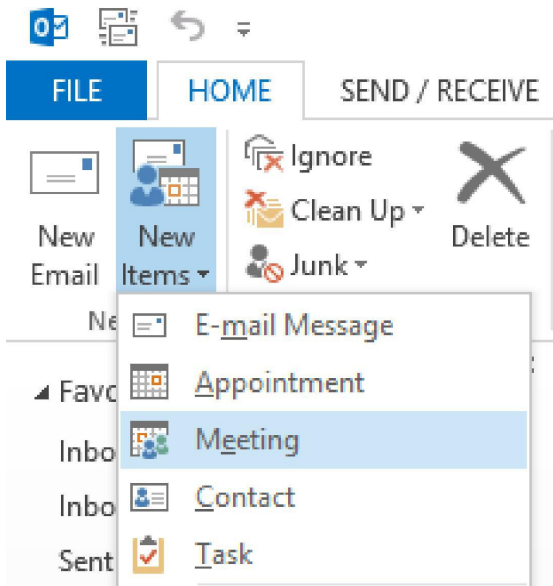 FILE HOME SEND / RECEIVE
New Email
New Items
Ignore
Clean Up
Junk
Delete
E-mail Message
Appointment
Meeting
Contact
Task
Sent